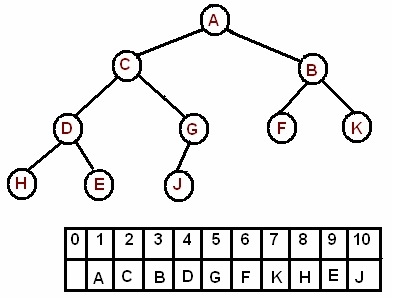 A
C B
D G F K
H E J
0 1 2 3 4 5 6 7 8 9 10
A C B D G F K H E J